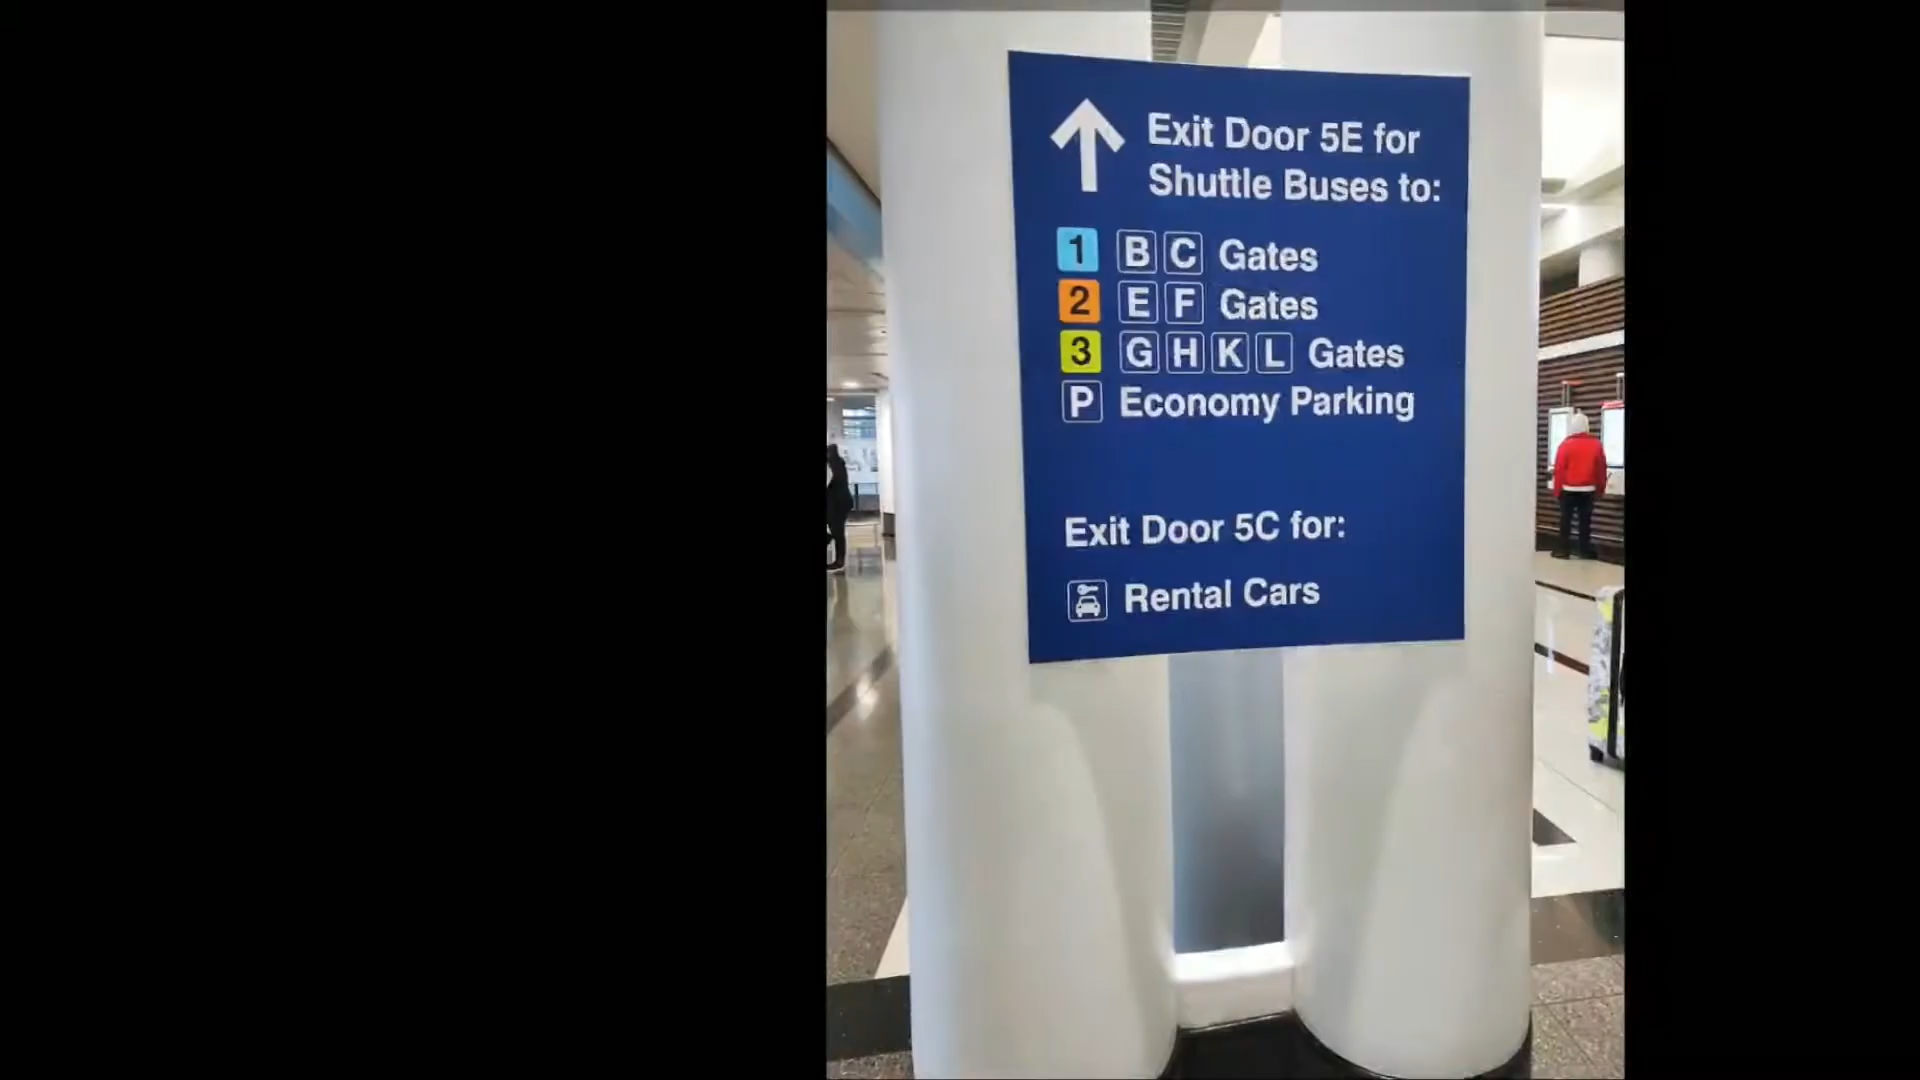 Exit Door 5E for
Shuttle Buses to:
1 B C Gates
2 E F Gates
3 G H K L Gates
P Economy Parking
Exit Door 5C for:
Rental Cars